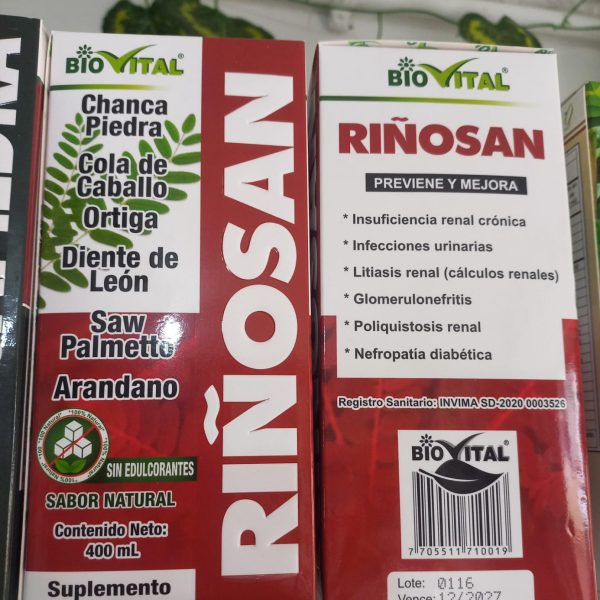 BIOVITAL®
Chanca
Piedra
Cola de
Caballo
Ortiga
Diente de
León
Saw
Palmetto
Arandano
SIN EDULCORANTES
SABOR NATURAL
Contenido Neto:
400 mL
Suplemento
RIÑOSAN
BIOVITAL®
RIÑOSAN
PREVIENE Y MEJORA
* Insuficiencia renal crónica
* Infecciones urinarias
* Litiasis renal (cálculos renales)
* Glomerulonefritis
* Poliquistosis renal
* Nefropatía diabética
Registro Sanitario: INVIMA SD-2020 0003526
BIOVITAL®
7 705511 710019
Lote: 0116
Vence: 12/2027